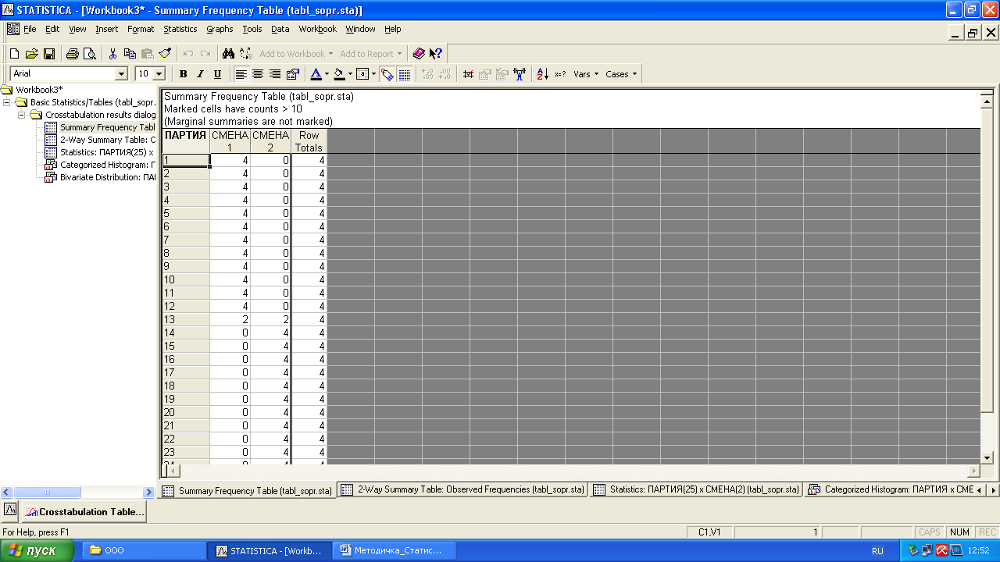 STATISTICA - [Workbook3* - Summary Frequency Table (tabl_sopr.sta)]
File Edit View Insert Format Statistics Graphs Tools Data Workbook Window Help
Add to Workbook Add to Report
Arial 10 B I U Vars Cases
Workbook3*
Basic Statistics/Tables (tabl_sopr.
Crosstabulation results dialog
Summary Frequency Tabl
2-Way Summary Table: O
Statistics: ПАРТИЯ(25) x
Categorized Histogram: П
Bivariate Distribution: ПА
Summary Frequency Table (tabl_sopr.sta)
Marked cells have counts > 10
(Marginal summaries are not marked)
ПАРТИЯ СМЕНА 1 СМЕНА 2 Row Totals
1 4 0 4
2 4 0 4
3 4 0 4
4 4 0 4
5 4 0 4
6 4 0 4
7 4 0 4
8 4 0 4
9 4 0 4
10 4 0 4
11 4 0 4
12 4 0 4
13 2 2 4
14 0 4 4
15 0 4 4
16 0 4 4
17 0 4 4
18 0 4 4
19 0 4 4
20 0 4 4
21 0 4 4
22 0 4 4
23 0 4 4
Summary Frequency Table (tabl_sopr.sta) 2-Way Summary Table: Observed Frequencies (tabl_sopr.sta) Statistics: ПАРТИЯ(25) x СМЕНА(2) (tabl_sopr.sta) Categorized Histogram: ПАРТИЯ x СМЕ
Crosstabulation Table...
For Help, press F1 C1,V1 1 CAPS NUM REC
пуск ООО STATISTICA - [Workb... Методичка_Статис... RU 12:52